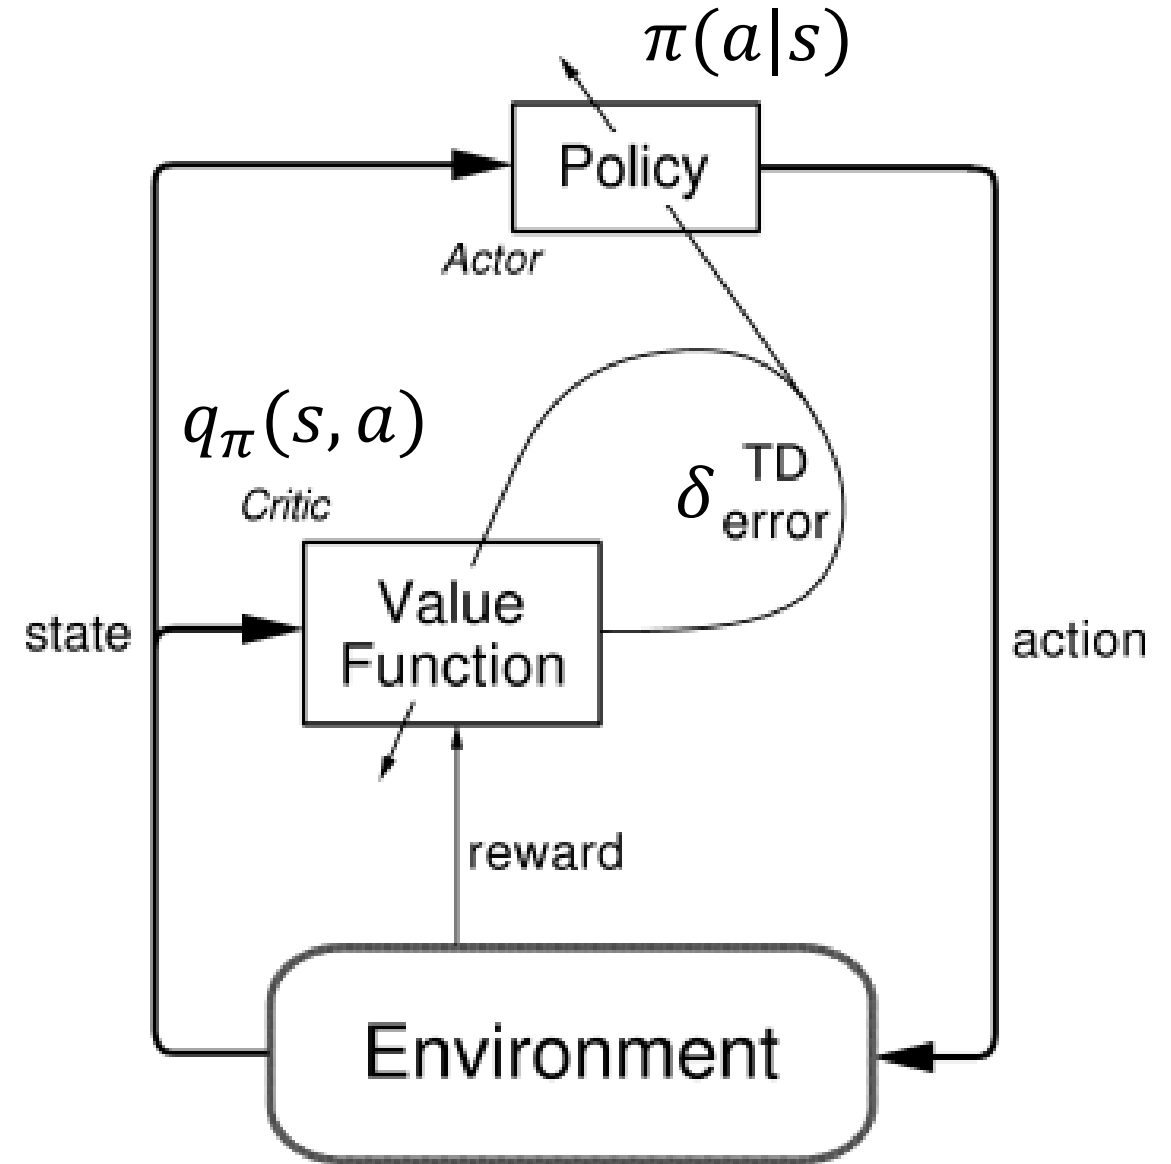 π(a|s)
Policy
Actor
q_π(s, a)
Critic
δ TD
error
Value
Function
state
action
reward
Environment